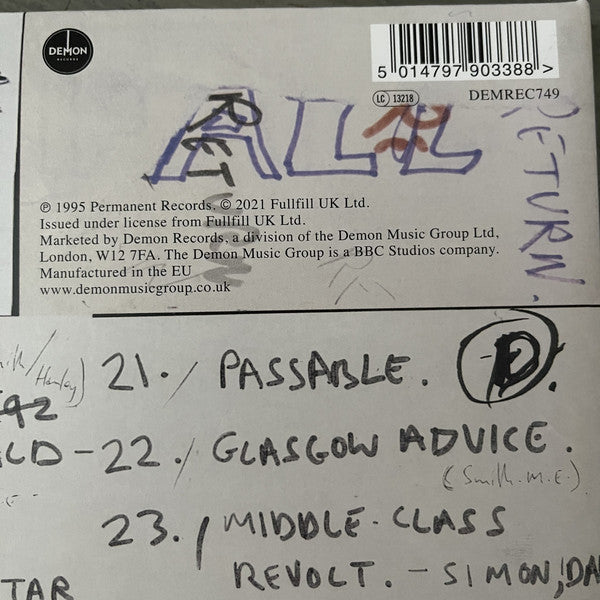 DEMON
RECORDS
5 014797 903388 >
LC 13218
DEMREC749
ALL
RETURN
RETURN.
℗ 1995 Permanent Records. © 2021 Fullfill UK Ltd.
Issued under license from Fullfill UK Ltd.
Marketed by Demon Records, a division of the Demon Music Group Ltd,
London, W12 7FA. The Demon Music Group is a BBC Studios company.
Manufactured in the EU
www.demonmusicgroup.co.uk
Hanley)
21./ PASSABLE. D.
LD - 22./ GLASGOW ADVICE.
(Smith. M.E.)
23./ MIDDLE-CLASS
REVOLT. - SIMON, DA
TAR